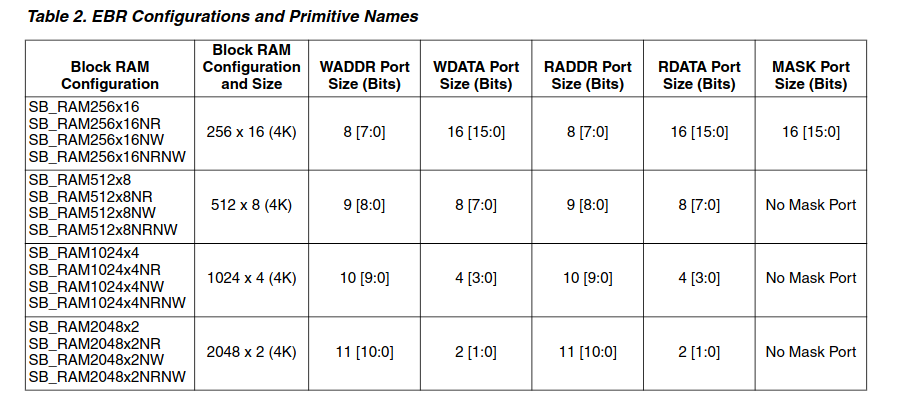 Table 2. EBR Configurations and Primitive Names
Block RAM
Configuration
Block RAM
Configuration
and Size
WADDR Port
Size (Bits)
WDATA Port
Size (Bits)
RADDR Port
Size (Bits)
RDATA Port
Size (Bits)
MASK Port
Size (Bits)
SB_RAM256x16
SB_RAM256x16NR
SB_RAM256x16NW
SB_RAM256x16NRNW
256 x 16 (4K)
8 [7:0]
16 [15:0]
8 [7:0]
16 [15:0]
16 [15:0]
SB_RAM512x8
SB_RAM512x8NR
SB_RAM512x8NW
SB_RAM512x8NRNW
512 x 8 (4K)
9 [8:0]
8 [7:0]
9 [8:0]
8 [7:0]
No Mask Port
SB_RAM1024x4
SB_RAM1024x4NR
SB_RAM1024x4NW
SB_RAM1024x4NRNW
1024 x 4 (4K)
10 [9:0]
4 [3:0]
10 [9:0]
4 [3:0]
No Mask Port
SB_RAM2048x2
SB_RAM2048x2NR
SB_RAM2048x2NW
SB_RAM2048x2NRNW
2048 x 2 (4K)
11 [10:0]
2 [1:0]
11 [10:0]
2 [1:0]
No Mask Port